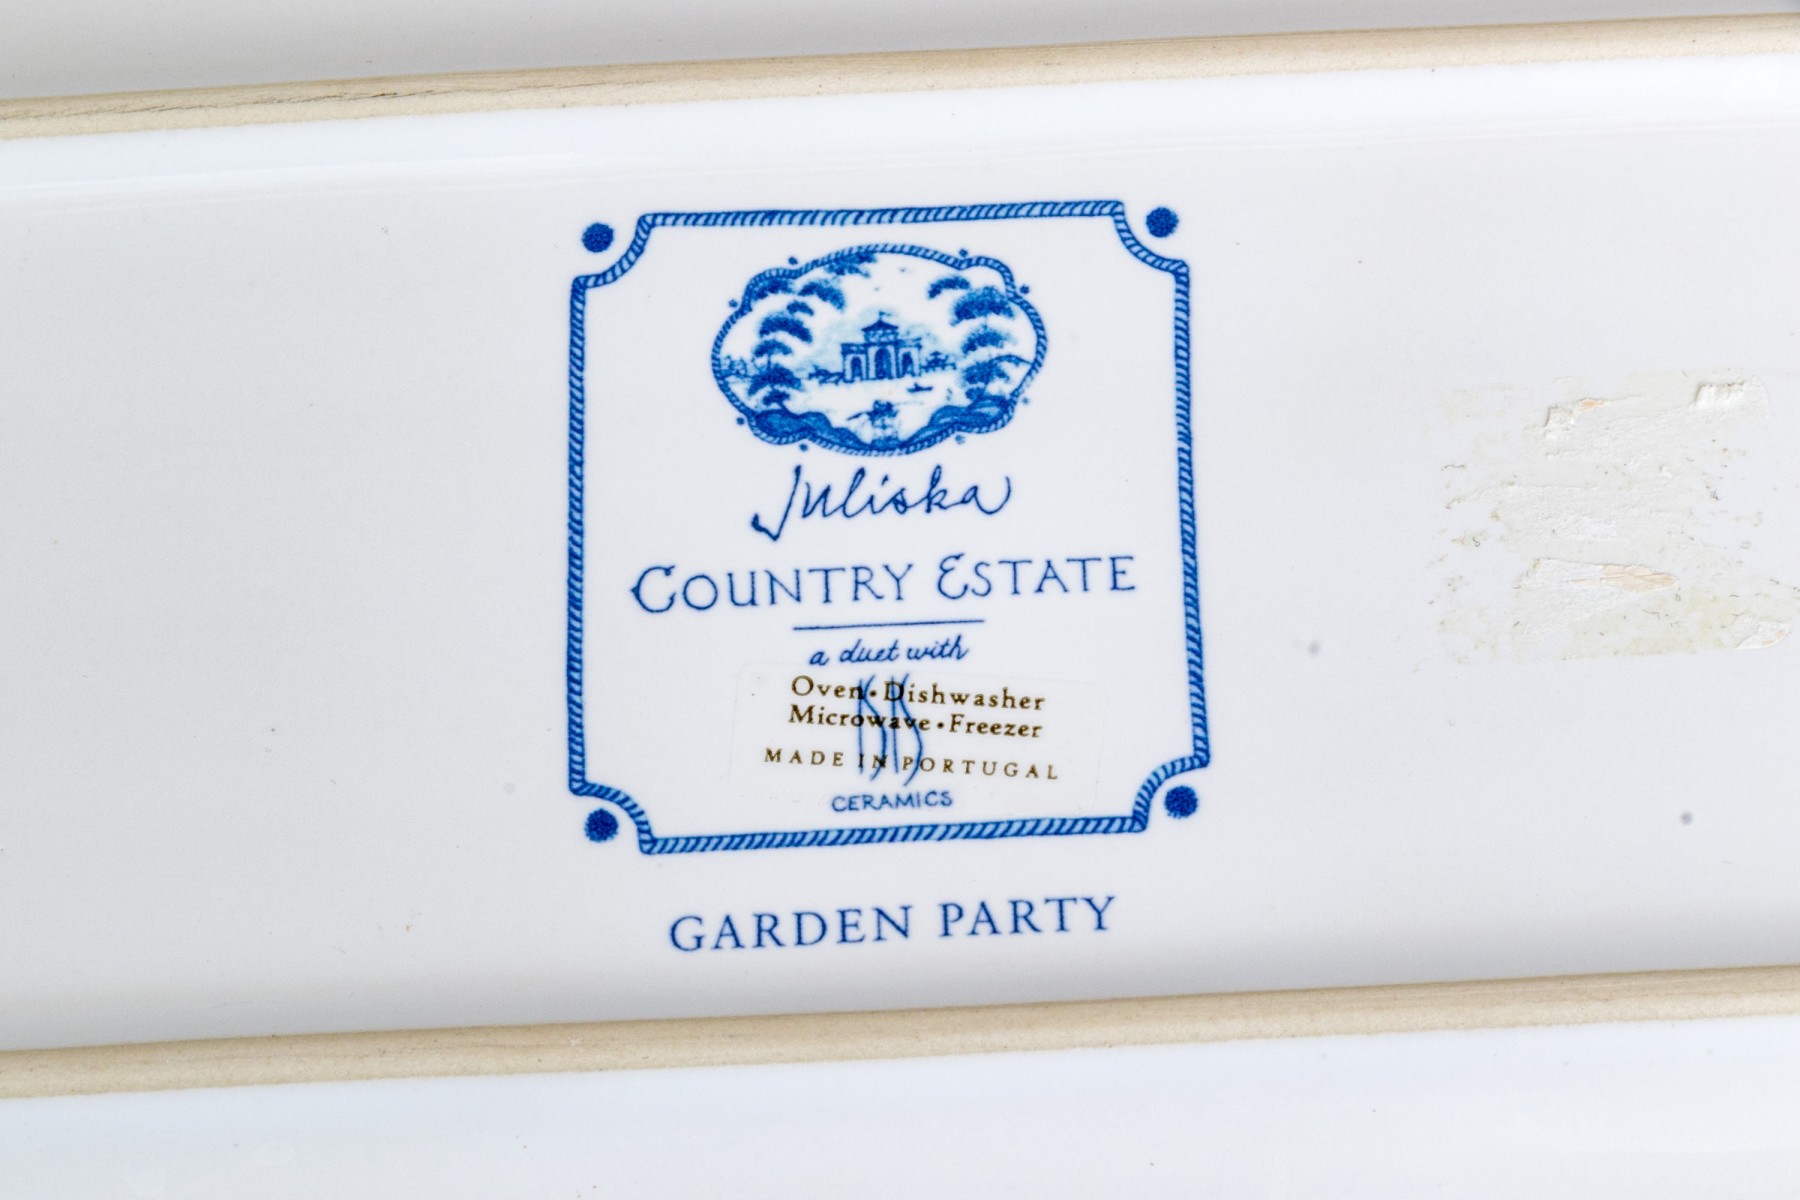 Juliska
COUNTRY ESTATE
a duet with
Oven • Dishwasher
Microwave • Freezer
MADE IN PORTUGAL
CERAMICS
GARDEN PARTY